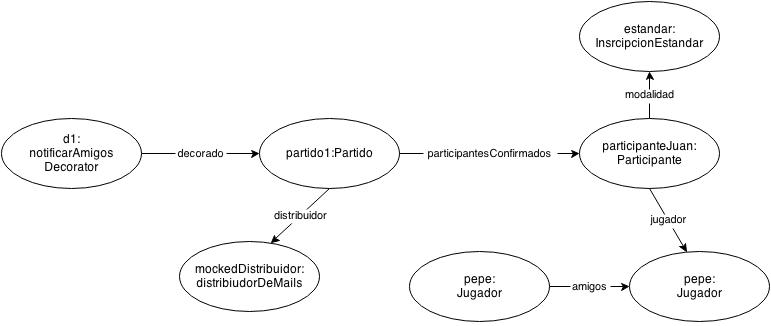 estandar:
InsrcipcionEstandar
modalidad
d1:
notificarAmigos
Decorator
decorado
partido1:Partido
participantesConfirmados
participanteJuan:
Participante
distribuidor
jugador
mockedDistribuidor:
distribiudorDeMails
pepe:
Jugador
amigos
pepe:
Jugador